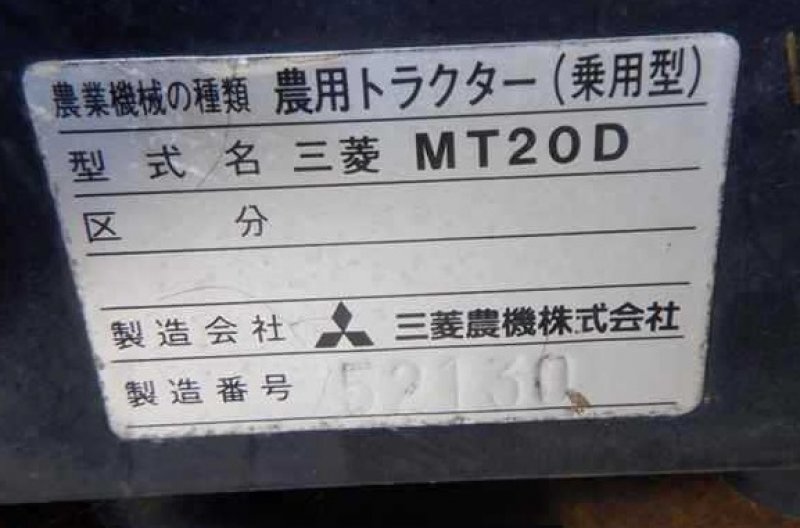 農業機械の種類 農用トラクター(乗用型)
型式名 三菱 MT20D
区分
製造会社 三菱農機株式会社
製造番号 52130